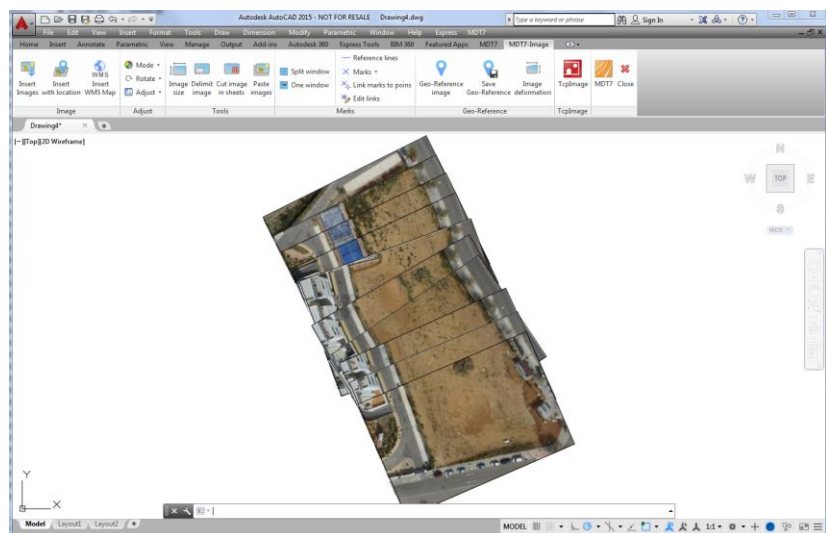 Autodesk AutoCAD 2015 - NOT FOR RESALE Drawing4.dwg
Type a keyword or phrase
Sign In
File Edit View Insert Format Tools Draw Dimension Modify Parametric Window Help Express MDT7
Home Insert Annotate Parametric View Manage Output Add-ins Autodesk 360 Express Tools BIM 360 Featured Apps MDT7 MDT7-Image
Insert Images
Insert with location
WMS
Insert WMS Map
Mode
Rotate
Adjust
Image size
Delimit image
Cut image in sheets
Paste images
Split window
One window
Reference lines
Marks
Link marks to points
Edit links
Geo-Reference image
Save Geo-Reference
Image deformation
TcpImage
MDT7
Close
Image Adjust Tools Marks Geo-Reference TcpImage
Drawing4*
[−][Top][2D Wireframe]
N
W TOP E
S
WCS
Y
X
Model Layout1 Layout2
MODEL 1:1